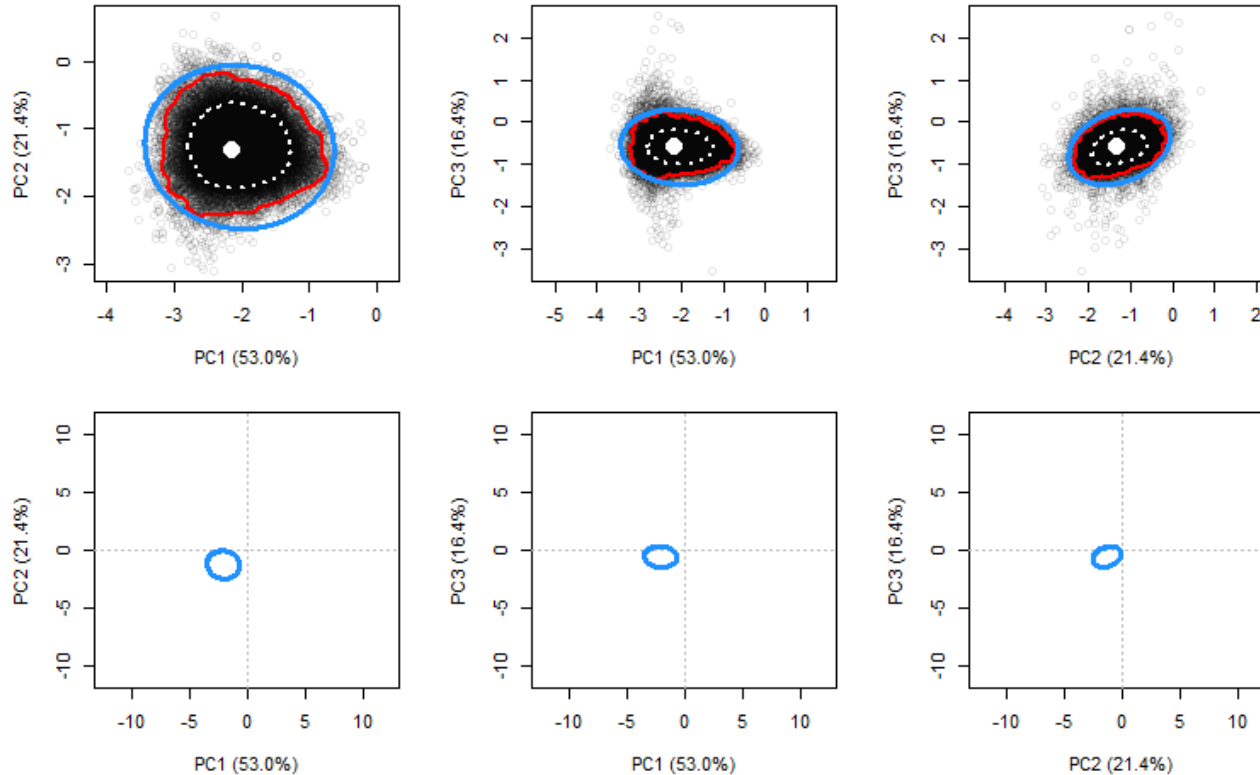 0
-1
-2
-3
PC2 (21.4%)
-4 -3 -2 -1 0
PC1 (53.0%)
2
1
0
-1
-2
-3
PC3 (16.4%)
-5 -4 -3 -2 -1 0 1
PC1 (53.0%)
2
1
0
-1
-2
-3
PC3 (16.4%)
-4 -3 -2 -1 0 1 2
PC2 (21.4%)
10
5
0
-5
-10
PC2 (21.4%)
-10 -5 0 5 10
PC1 (53.0%)
10
5
0
-5
-10
PC3 (16.4%)
-10 -5 0 5 10
PC1 (53.0%)
10
5
0
-5
-10
PC3 (16.4%)
-10 -5 0 5 10
PC2 (21.4%)